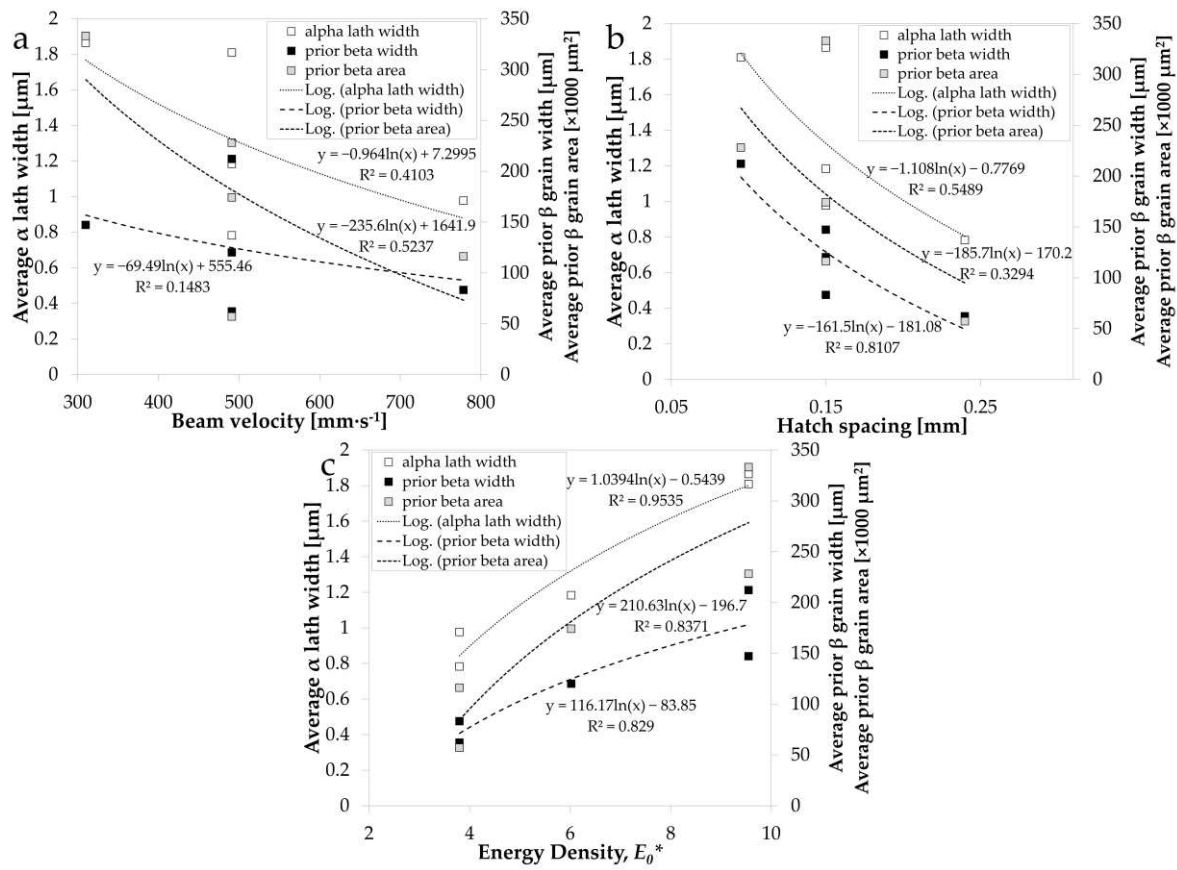 a
2
1.8
1.6
1.4
1.2
1
0.8
0.6
0.4
0.2
0
Average α lath width [µm]
alpha lath width
prior beta width
prior beta area
Log. (alpha lath width)
Log. (prior beta width)
Log. (prior beta area)
y = −0.964ln(x) + 7.2995
R² = 0.4103
y = −235.6ln(x) + 1641.9
R² = 0.5237
y = −69.49ln(x) + 555.46
R² = 0.1483
350
300
250
200
150
100
50
0
Average prior β grain width [µm]
Average prior β grain area [×1000 µm²]
300 400 500 600 700 800
Beam velocity [mm·s⁻¹]
b
2
1.8
1.6
1.4
1.2
1
0.8
0.6
0.4
0.2
0
Average α lath width [µm]
alpha lath width
prior beta width
prior beta area
Log. (alpha lath width)
Log. (prior beta width)
Log. (prior beta area)
y = −1.108ln(x) − 0.7769
R² = 0.5489
y = −185.7ln(x) − 170.2
R² = 0.3294
y = −161.5ln(x) − 181.08
R² = 0.8107
350
300
250
200
150
100
50
0
Average prior β grain width [µm]
Average prior β grain area [×1000 µm²]
0.05 0.15 0.25
Hatch spacing [mm]
c
2
1.8
1.6
1.4
1.2
1
0.8
0.6
0.4
0.2
0
Average α lath width [µm]
alpha lath width
prior beta width
prior beta area
Log. (alpha lath width)
Log. (prior beta width)
Log. (prior beta area)
y = 1.0394ln(x) − 0.5439
R² = 0.9535
y = 210.63ln(x) − 196.7
R² = 0.8371
y = 116.17ln(x) − 83.85
R² = 0.829
350
300
250
200
150
100
50
0
Average prior β grain width [µm]
Average prior β grain area [×1000 µm²]
2 4 6 8 10
Energy Density, E₀*